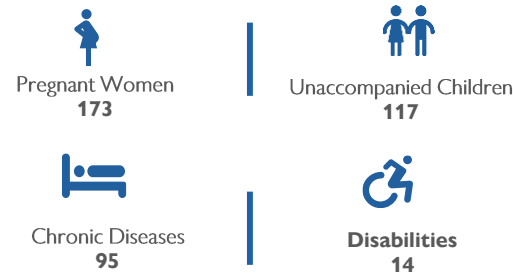 Pregnant Women
173
Unaccompanied Children
117
Chronic Diseases
95
Disabilities
14